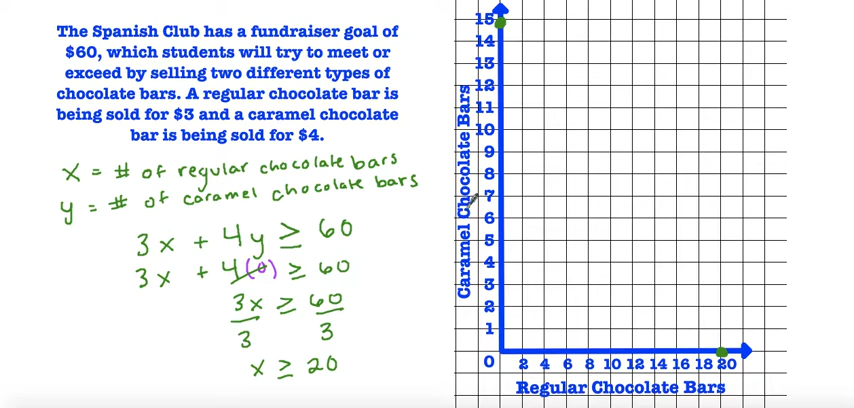 The Spanish Club has a fundraiser goal of
$60, which students will try to meet or
exceed by selling two different types of
chocolate bars. A regular chocolate bar is
being sold for $3 and a caramel chocolate
bar is being sold for $4.
x = # of regular chocolate bars
y = # of caramel chocolate bars
3x + 4y ≥ 60
3x + 4(0) ≥ 60
3x ≥ 60
3 3
x ≥ 20
Caramel Chocolate Bars
15
14
13
12
11
10
9
8
7
6
5
4
3
2
1
0 2 4 6 8 10 12 14 16 18 20
Regular Chocolate Bars